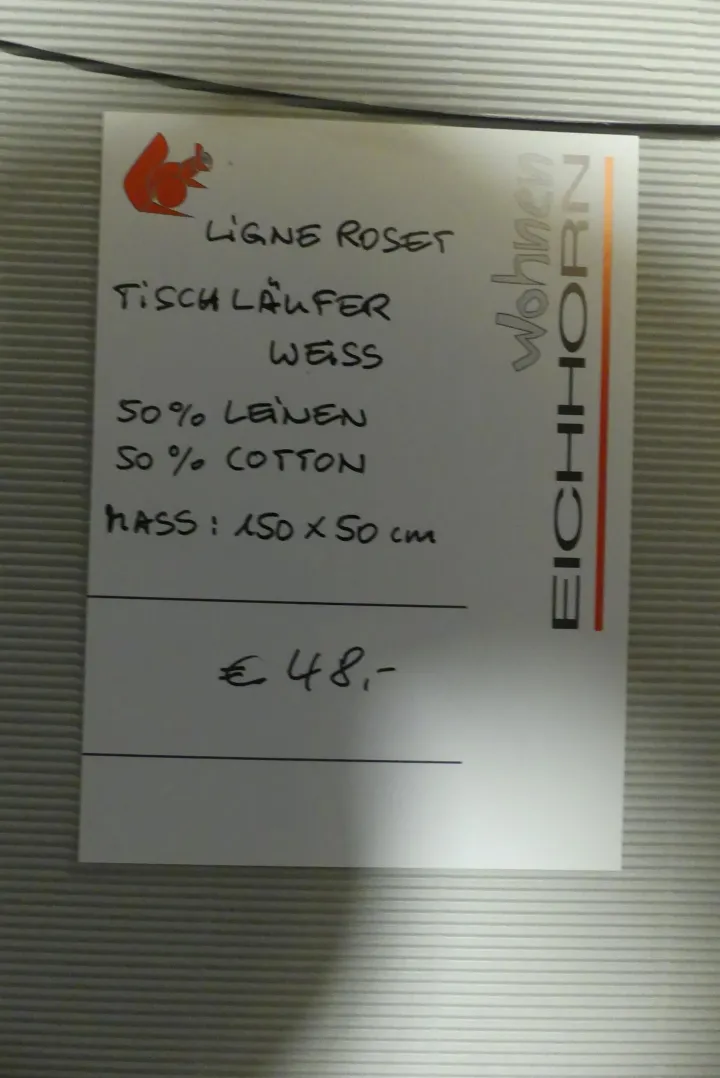 LIGNE ROSET
TISCHLÄUFER
WEISS
50% LEINEN
50% COTTON
MASS: 150 X 50 cm
€ 48,-
Wohnen
EICHHORN